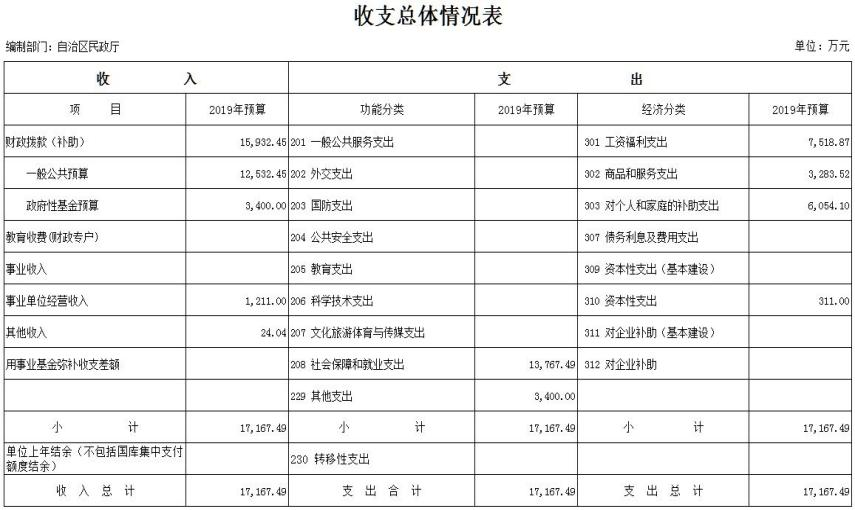 收支总体情况表
编制部门：自治区民政厅 单位：万元
收 入 支 出
项 目 2019年预算 功能分类 2019年预算 经济分类 2019年预算
财政拨款（补助） 15,932.45 201 一般公共服务支出 301 工资福利支出 7,518.87
一般公共预算 12,532.45 202 外交支出 302 商品和服务支出 3,283.52
政府性基金预算 3,400.00 203 国防支出 303 对个人和家庭的补助支出 6,054.10
教育收费(财政专户) 204 公共安全支出 307 债务利息及费用支出
事业收入 205 教育支出 309 资本性支出（基本建设）
事业单位经营收入 1,211.00 206 科学技术支出 310 资本性支出 311.00
其他收入 24.04 207 文化旅游体育与传媒支出 311 对企业补助（基本建设）
用事业基金弥补收支差额 208 社会保障和就业支出 13,767.49 312 对企业补助
229 其他支出 3,400.00
小 计 17,167.49 小 计 17,167.49 小 计 17,167.49
单位上年结余（不包括国库集中支付
额度结余） 230 转移性支出
收 入 总 计 17,167.49 支 出 合 计 17,167.49 支 出 总 计 17,167.49